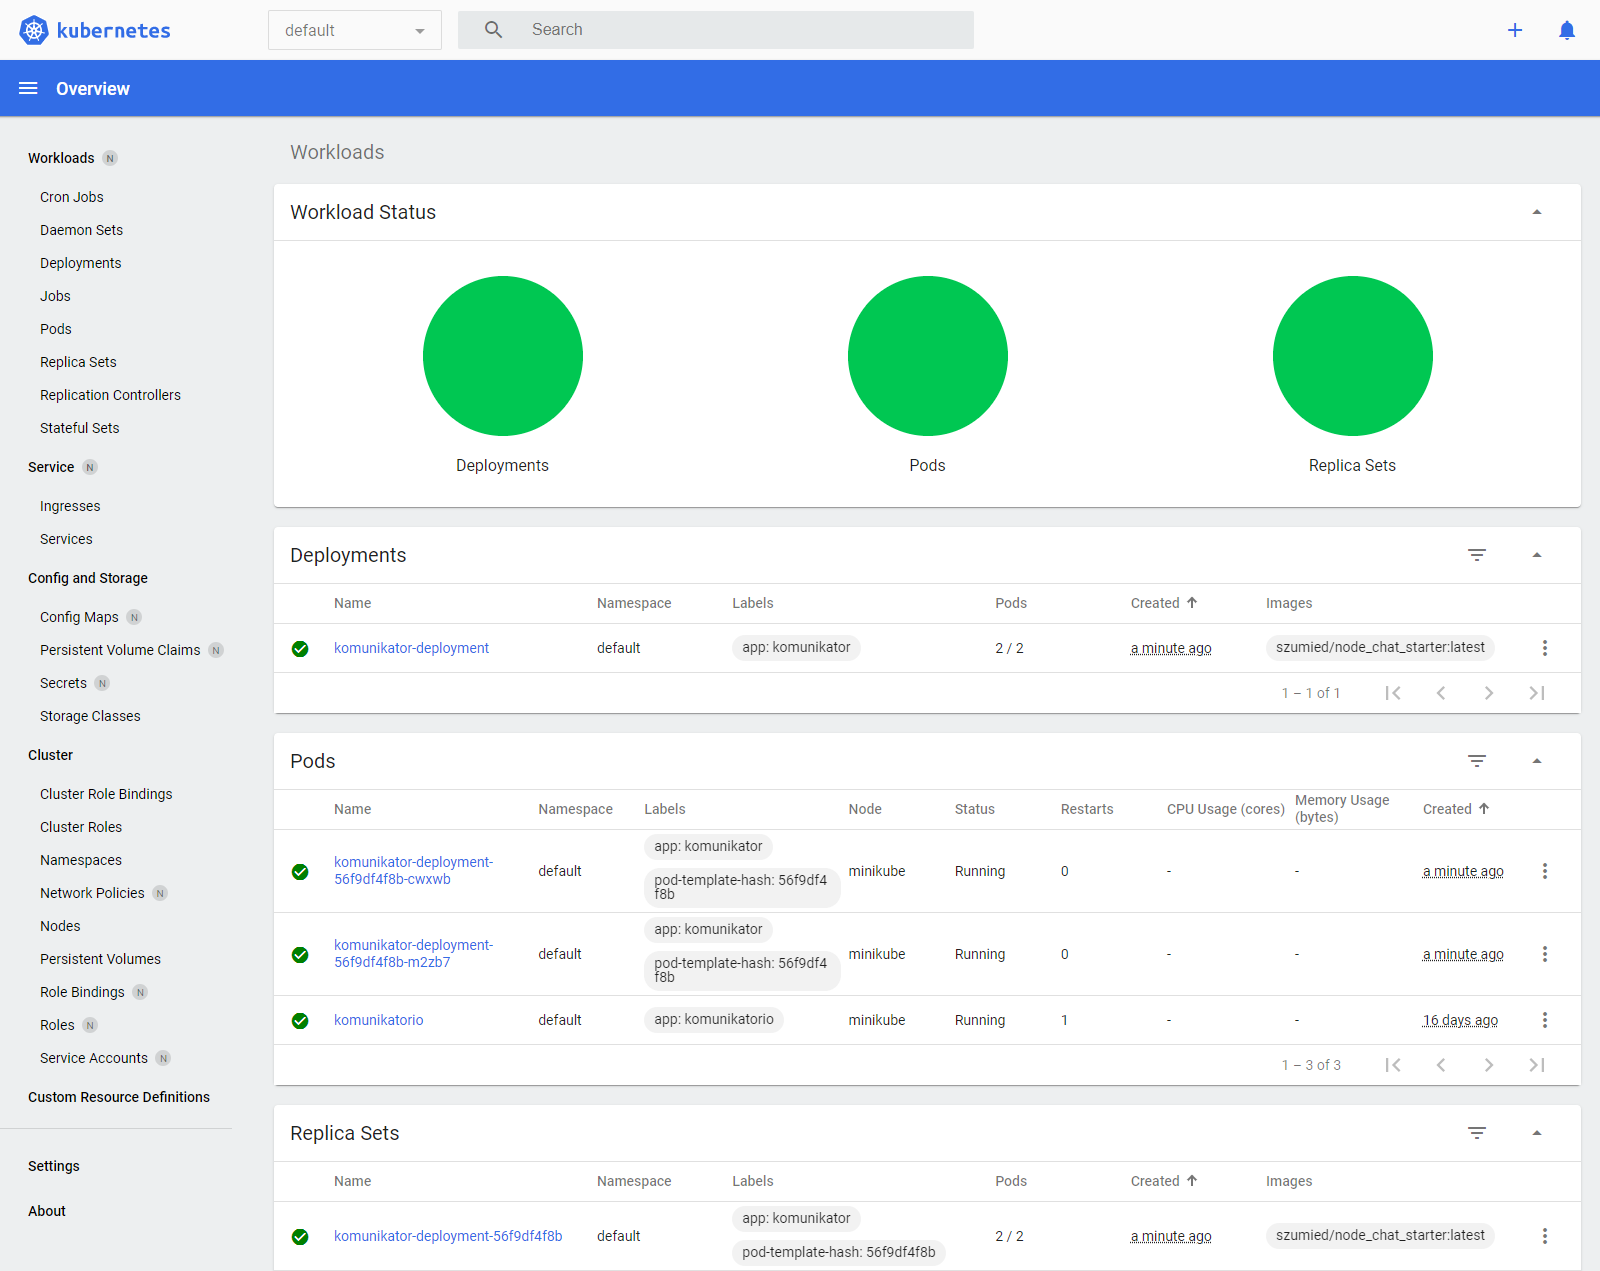 kubernetes
default
Search
Overview
Workloads N
Cron Jobs
Daemon Sets
Deployments
Jobs
Pods
Replica Sets
Replication Controllers
Stateful Sets
Service N
Ingresses
Services
Config and Storage
Config Maps N
Persistent Volume Claims N
Secrets N
Storage Classes
Cluster
Cluster Role Bindings
Cluster Roles
Namespaces
Network Policies N
Nodes
Persistent Volumes
Role Bindings N
Roles N
Service Accounts N
Custom Resource Definitions
Settings
About
Workloads
Workload Status
Deployments Pods Replica Sets
Deployments
Name Namespace Labels Pods Created Images
komunikator-deployment default app: komunikator 2 / 2 a minute ago szumied/node_chat_starter:latest
1 – 1 of 1
Pods
Name Namespace Labels Node Status Restarts CPU Usage (cores) Memory Usage
(bytes) Created
app: komunikator
komunikator-deployment-
56f9df4f8b-cwxwb default pod-template-hash: 56f9df4
f8b minikube Running 0 - - a minute ago
app: komunikator
komunikator-deployment-
56f9df4f8b-m2zb7 default pod-template-hash: 56f9df4
f8b minikube Running 0 - - a minute ago
komunikatorio default app: komunikatorio minikube Running 1 - - 16 days ago
1 – 3 of 3
Replica Sets
Name Namespace Labels Pods Created Images
app: komunikator
komunikator-deployment-56f9df4f8b default 2 / 2 a minute ago szumied/node_chat_starter:latest
pod-template-hash: 56f9df4f8b